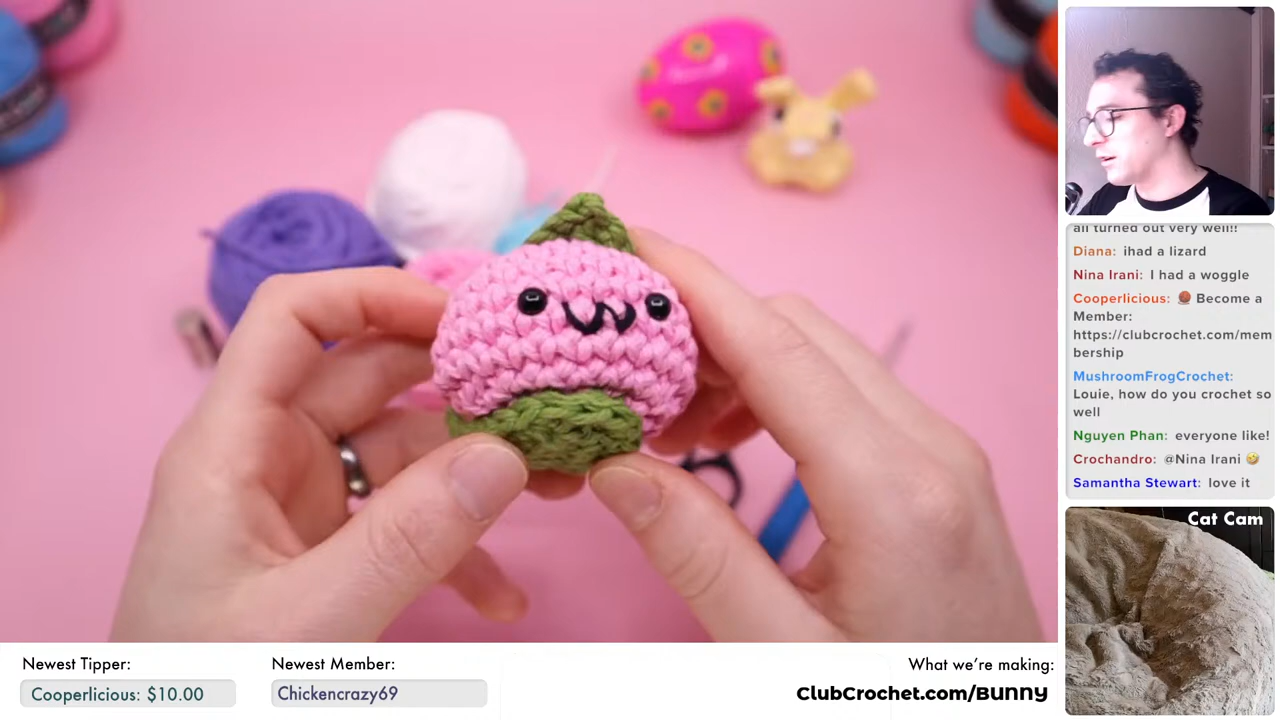 all turned out very well!!
Diana: ihad a lizard
Nina Irani: I had a woggle
Cooperlicious: Become a
Member:
https://clubcrochet.com/mem
bership
MushroomFrogCrochet:
Louie, how do you crochet so
well
Nguyen Phan: everyone like!
Crochandro: @Nina Irani 🤣
Samantha Stewart: love it
Cat Cam
Newest Tipper:
Cooperlicious: $10.00
Newest Member:
Chickencrazy69
What we're making:
ClubCrochet.com/BUNNY